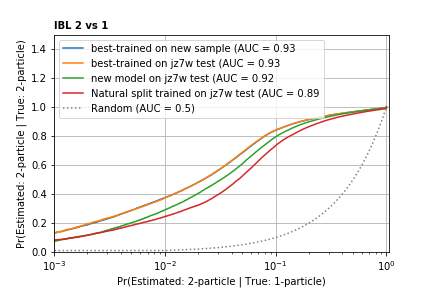 IBL 2 vs 1
Pr(Estimated: 2-particle | True: 2-particle)
1.4
1.2
1.0
0.8
0.6
0.4
0.2
0.0
best-trained on new sample (AUC = 0.93
best-trained on jz7w test (AUC = 0.93
new model on jz7w test (AUC = 0.92
Natural split trained on jz7w test (AUC = 0.89
Random (AUC = 0.5)
10⁻³ 10⁻² 10⁻¹ 10⁰
Pr(Estimated: 2-particle | True: 1-particle)